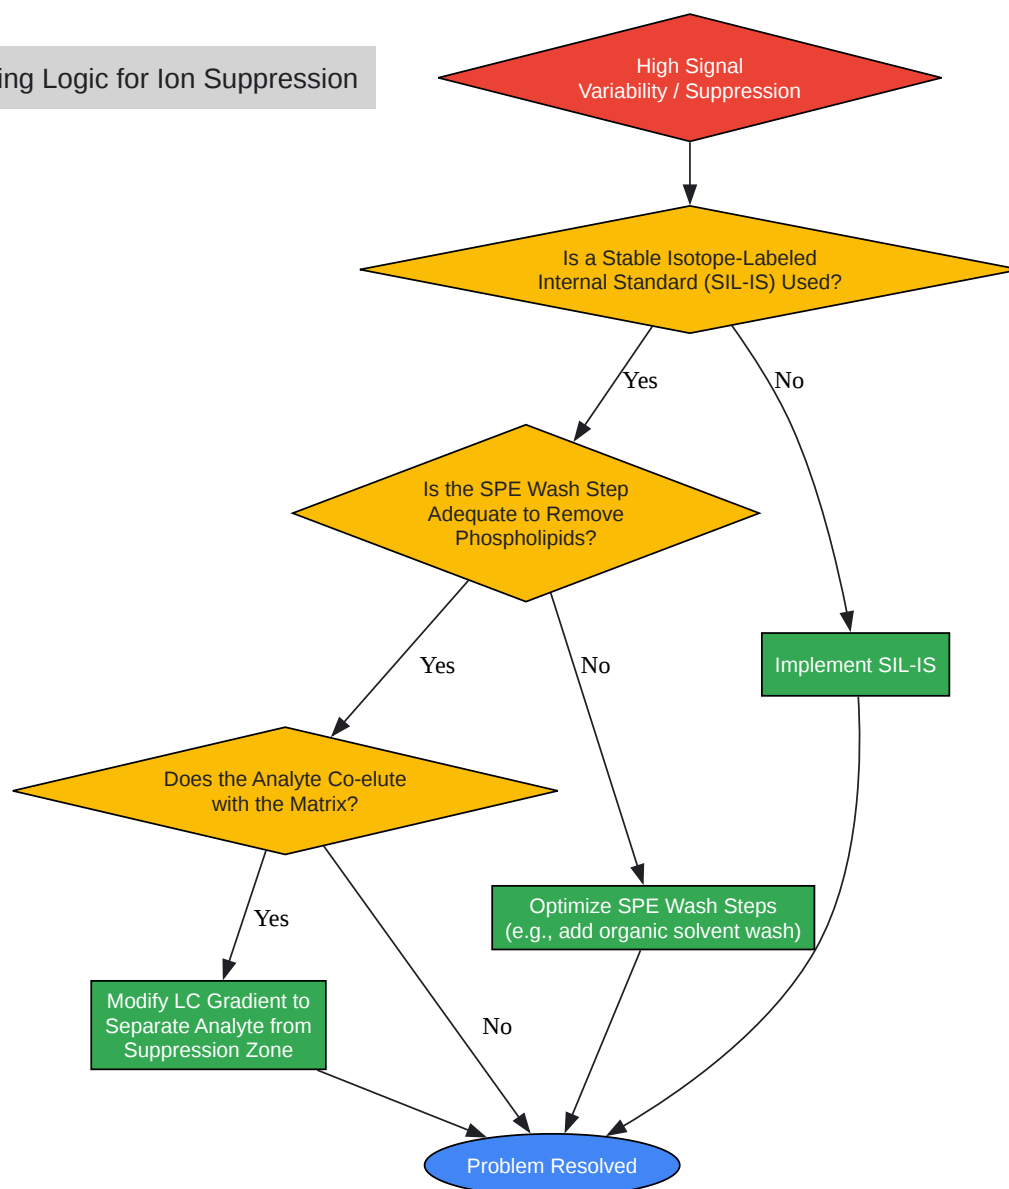 ing Logic for Ion Suppression
High Signal
Variability / Suppression
Is a Stable Isotope-Labeled
Internal Standard (SIL-IS) Used?
Yes
No
Is the SPE Wash Step
Adequate to Remove
Phospholipids?
Yes
No
Implement SIL-IS
Does the Analyte Co-elute
with the Matrix?
Yes
Optimize SPE Wash Steps
(e.g., add organic solvent wash)
Modify LC Gradient to
Separate Analyte from
Suppression Zone
No
Problem Resolved